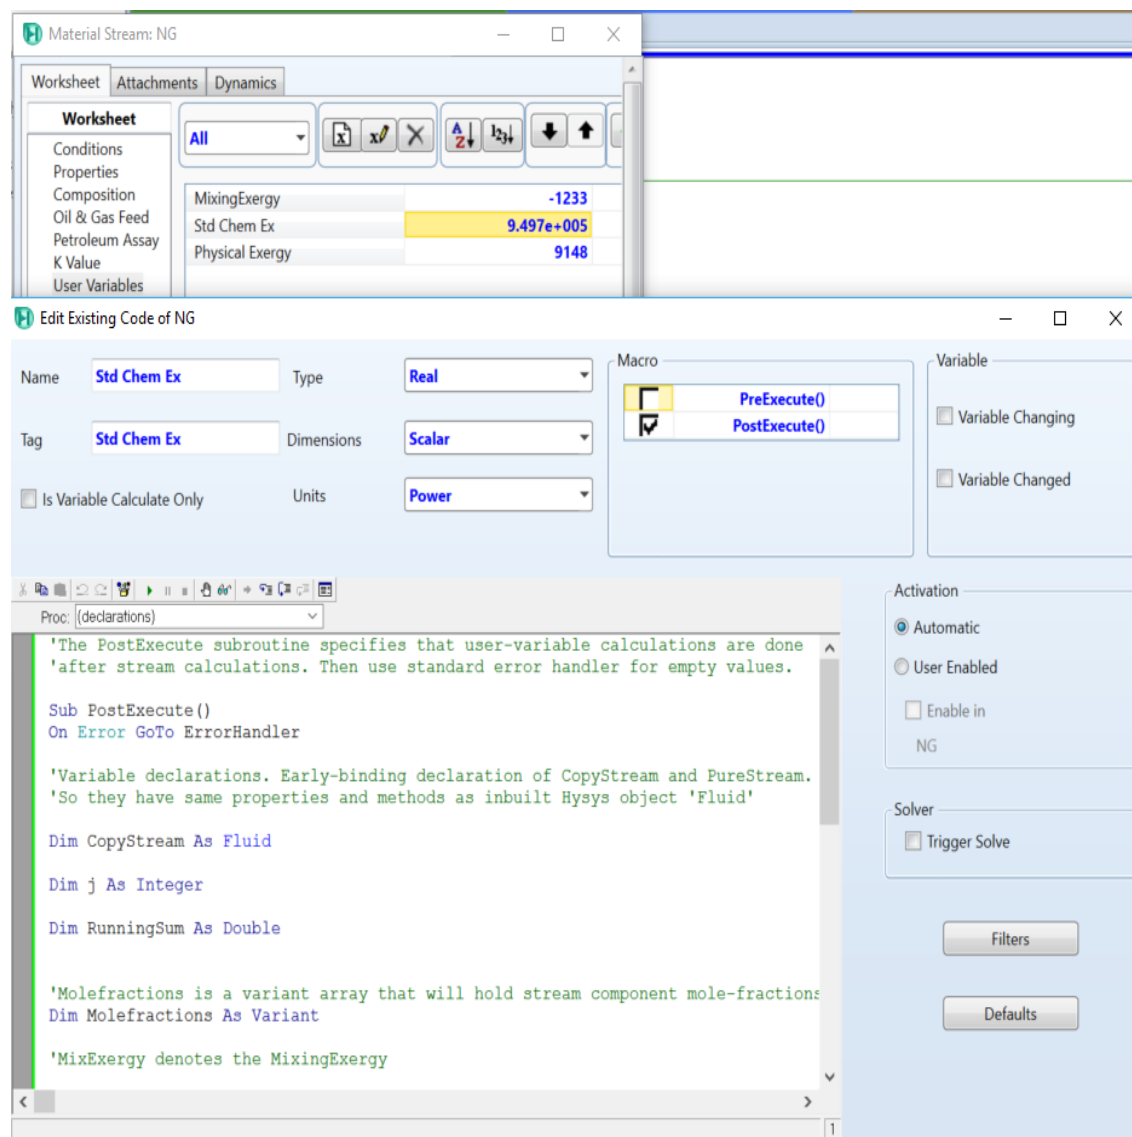 Material Stream: NG
Worksheet Attachments Dynamics
Worksheet
Conditions
Properties
Composition
Oil & Gas Feed
Petroleum Assay
K Value
User Variables
All
MixingExergy -1233
Std Chem Ex 9.497e+005
Physical Exergy 9148
Edit Existing Code of NG
Name Std Chem Ex Type Real
Tag Std Chem Ex Dimensions Scalar
Is Variable Calculate Only Units Power
Macro
PreExecute()
PostExecute()
Variable
Variable Changing
Variable Changed
Proc: (declarations)
'The PostExecute subroutine specifies that user-variable calculations are done
'after stream calculations. Then use standard error handler for empty values.
Sub PostExecute()
On Error GoTo ErrorHandler
'Variable declarations. Early-binding declaration of CopyStream and PureStream.
'So they have same properties and methods as inbuilt Hysys object 'Fluid'
Dim CopyStream As Fluid
Dim j As Integer
Dim RunningSum As Double
'Molefractions is a variant array that will hold stream component mole-fractions
Dim Molefractions As Variant
'MixExergy denotes the MixingExergy
1
Activation
Automatic
User Enabled
Enable in
NG
Solver
Trigger Solve
Filters
Defaults